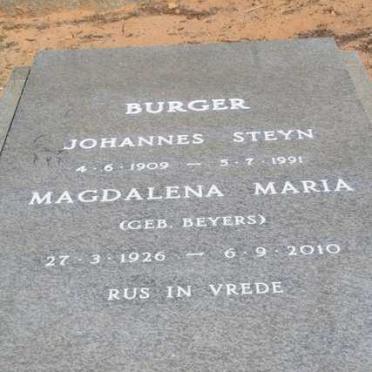 BURGER
JOHANNES STEYN
4·6·1909 — 5·7·1991
MAGDALENA MARIA
(GEB. BEYERS)
27·3·1926 — 6·9·2010
RUS IN VREDE